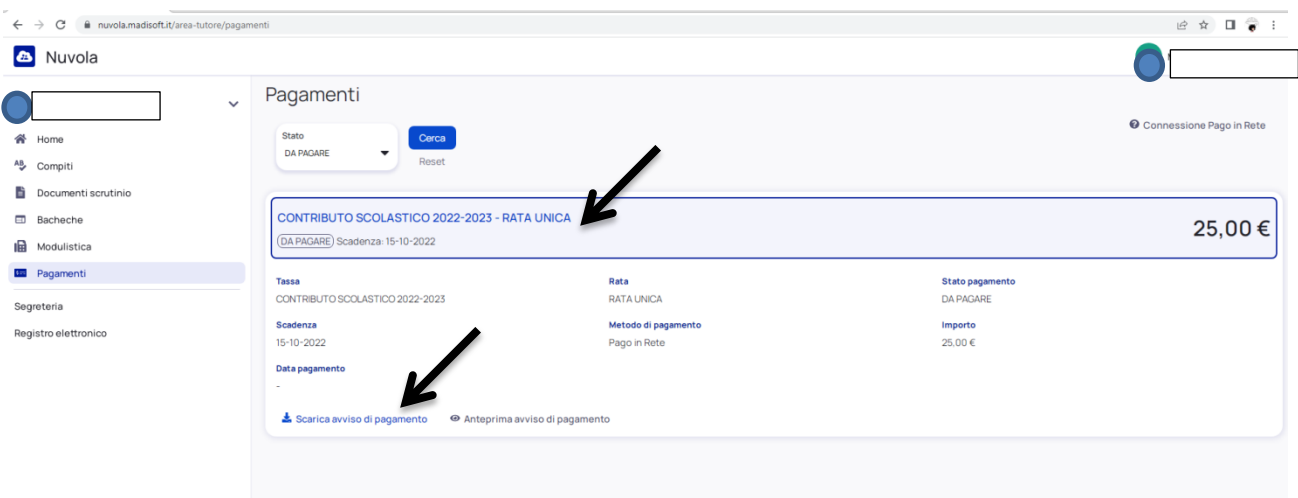 nuvola.madisoft.it/area-tutore/pagamenti
Nuvola
Home
Compiti
Documenti scrutinio
Bacheche
Modulistica
Pagamenti
Segreteria
Registro elettronico
Pagamenti
Stato
DA PAGARE
Cerca
Reset
Connessione Pago in Rete
CONTRIBUTO SCOLASTICO 2022-2023 - RATA UNICA
DA PAGARE Scadenza: 15-10-2022
25,00 €
Tassa
CONTRIBUTO SCOLASTICO 2022-2023
Rata
RATA UNICA
Stato pagamento
DA PAGARE
Scadenza
15-10-2022
Metodo di pagamento
Pago in Rete
Importo
25,00 €
Data pagamento
-
Scarica avviso di pagamento
Anteprima avviso di pagamento